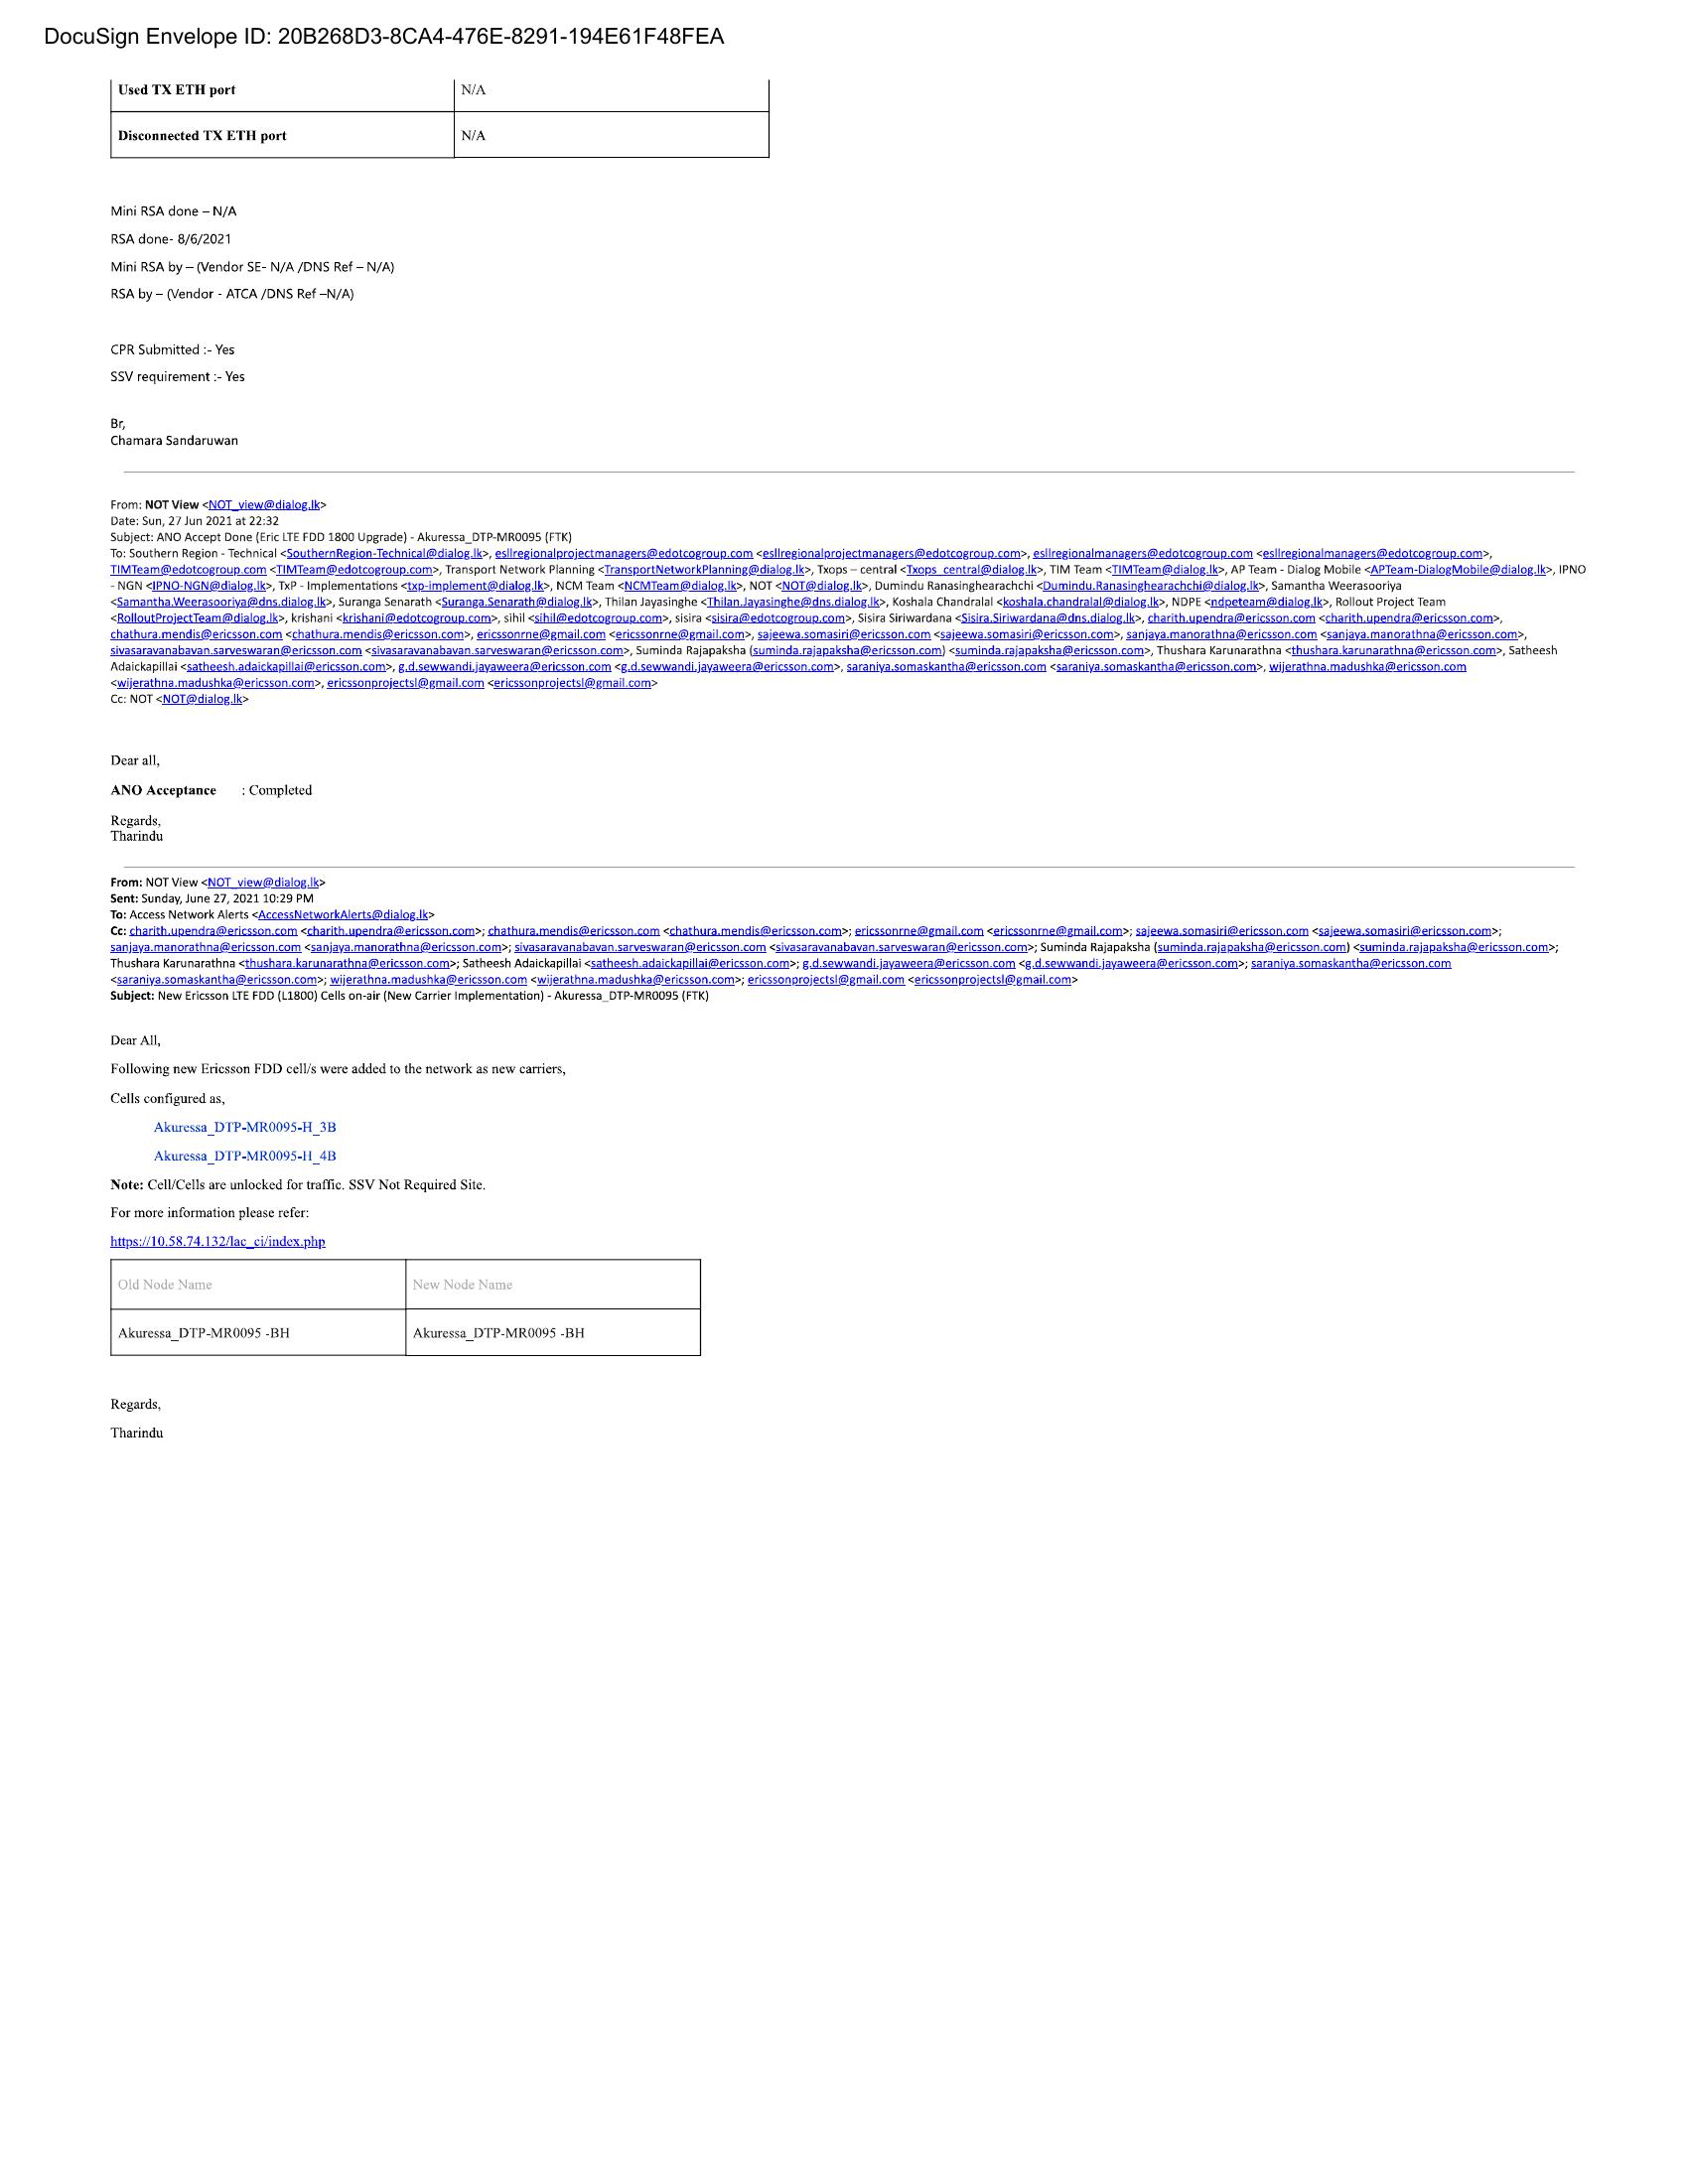 DocuSign Envelope ID: 20B268D3-8CA4-476E-8291-194E61F48FEA
Used TX ETH port N/A
Disconnected TX ETH port N/A
Mini RSA done – N/A
RSA done- 8/6/2021
Mini RSA by – (Vendor SE- N/A /DNS Ref – N/A)
RSA by – (Vendor - ATCA /DNS Ref –N/A)
CPR Submitted :- Yes
SSV requirement :- Yes
Br,
Chamara Sandaruwan
From: NOT View <NOT_view@dialog.lk>
Date: Sun, 27 Jun 2021 at 22:32
Subject: ANO Accept Done (Eric LTE FDD 1800 Upgrade) - Akuressa_DTP-MR0095 (FTK)
To: Southern Region - Technical <SouthernRegion-Technical@dialog.lk>, esllregionalprojectmanagers@edotcogroup.com <esllregionalprojectmanagers@edotcogroup.com>, esllregionalmanagers@edotcogroup.com <esllregionalmanagers@edotcogroup.com>,
TIMTeam@edotcogroup.com <TIMTeam@edotcogroup.com>, Transport Network Planning <TransportNetworkPlanning@dialog.lk>, Txops – central <Txops_central@dialog.lk>, TIM Team <TIMTeam@dialog.lk>, AP Team - Dialog Mobile <APTeam-DialogMobile@dialog.lk>, IPNO
- NGN <IPNO-NGN@dialog.lk>, TxP - Implementations <txp-implement@dialog.lk>, NCM Team <NCMTeam@dialog.lk>, NOT <NOT@dialog.lk>, Dumindu Ranasinghearachchi <Dumindu.Ranasinghearachchi@dialog.lk>, Samantha Weerasooriya
<Samantha.Weerasooriya@dns.dialog.lk>, Suranga Senarath <Suranga.Senarath@dialog.lk>, Thilan Jayasinghe <Thilan.Jayasinghe@dns.dialog.lk>, Koshala Chandralal <koshala.chandralal@dialog.lk>, NDPE <ndpeteam@dialog.lk>, Rollout Project Team
<RolloutProjectTeam@dialog.lk>, krishani <krishani@edotcogroup.com>, sihil <sihil@edotcogroup.com>, sisira <sisira@edotcogroup.com>, Sisira Siriwardana <Sisira.Siriwardana@dns.dialog.lk>, charith.upendra@ericsson.com <charith.upendra@ericsson.com>,
chathura.mendis@ericsson.com <chathura.mendis@ericsson.com>, ericssonrne@gmail.com <ericssonrne@gmail.com>, sajeewa.somasiri@ericsson.com <sajeewa.somasiri@ericsson.com>, sanjaya.manorathna@ericsson.com <sanjaya.manorathna@ericsson.com>,
sivasaravanabavan.sarveswaran@ericsson.com <sivasaravanabavan.sarveswaran@ericsson.com>, Suminda Rajapaksha (suminda.rajapaksha@ericsson.com) <suminda.rajapaksha@ericsson.com>, Thushara Karunarathna <thushara.karunarathna@ericsson.com>, Satheesh
Adaickapillai <satheesh.adaickapillai@ericsson.com>, g.d.sewwandi.jayaweera@ericsson.com <g.d.sewwandi.jayaweera@ericsson.com>, saraniya.somaskantha@ericsson.com <saraniya.somaskantha@ericsson.com>, wijerathna.madushka@ericsson.com
<wijerathna.madushka@ericsson.com>, ericssonprojectsl@gmail.com <ericssonprojectsl@gmail.com>
Cc: NOT <NOT@dialog.lk>
Dear all,
ANO Acceptance : Completed
Regards,
Tharindu
From: NOT View <NOT_view@dialog.lk>
Sent: Sunday, June 27, 2021 10:29 PM
To: Access Network Alerts <AccessNetworkAlerts@dialog.lk>
Cc: charith.upendra@ericsson.com <charith.upendra@ericsson.com>; chathura.mendis@ericsson.com <chathura.mendis@ericsson.com>; ericssonrne@gmail.com <ericssonrne@gmail.com>; sajeewa.somasiri@ericsson.com <sajeewa.somasiri@ericsson.com>;
sanjaya.manorathna@ericsson.com <sanjaya.manorathna@ericsson.com>; sivasaravanabavan.sarveswaran@ericsson.com <sivasaravanabavan.sarveswaran@ericsson.com>; Suminda Rajapaksha (suminda.rajapaksha@ericsson.com) <suminda.rajapaksha@ericsson.com>;
Thushara Karunarathna <thushara.karunarathna@ericsson.com>; Satheesh Adaickapillai <satheesh.adaickapillai@ericsson.com>; g.d.sewwandi.jayaweera@ericsson.com <g.d.sewwandi.jayaweera@ericsson.com>; saraniya.somaskantha@ericsson.com
<saraniya.somaskantha@ericsson.com>; wijerathna.madushka@ericsson.com <wijerathna.madushka@ericsson.com>; ericssonprojectsl@gmail.com <ericssonprojectsl@gmail.com>
Subject: New Ericsson LTE FDD (L1800) Cells on-air (New Carrier Implementation) - Akuressa_DTP-MR0095 (FTK)
Dear All,
Following new Ericsson FDD cell/s were added to the network as new carriers,
Cells configured as,
Akuressa_DTP-MR0095-H_3B
Akuressa_DTP-MR0095-H_4B
Note: Cell/Cells are unlocked for traffic. SSV Not Required Site.
For more information please refer:
https://10.58.74.132/lac_ci/index.php
Old Node Name New Node Name
Akuressa_DTP-MR0095 -BH Akuressa_DTP-MR0095 -BH
Regards,
Tharindu